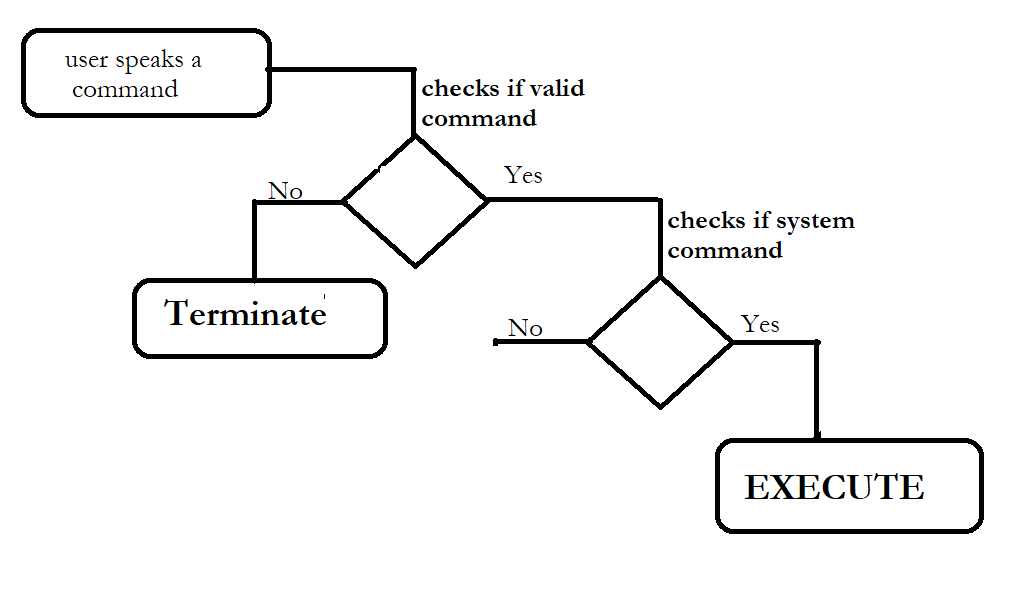 user speaks a
command
checks if valid
command
No
Yes
Terminate
checks if system
command
No
Yes
EXECUTE